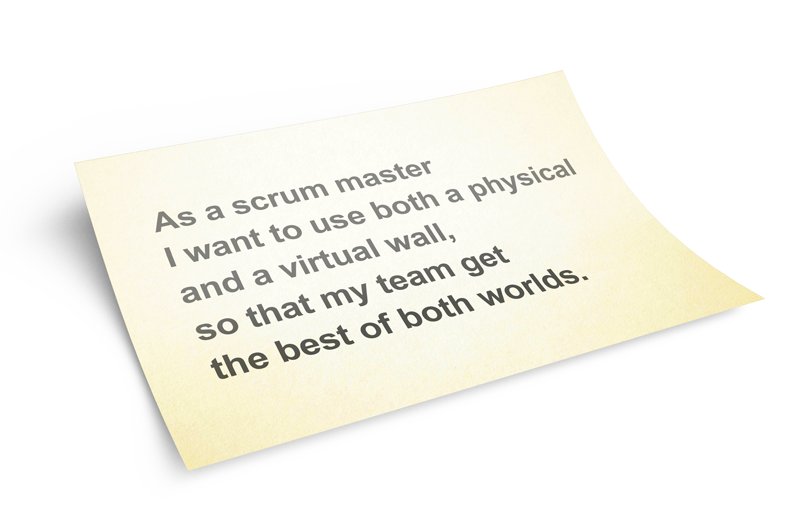 As a scrum master
I want to use both a physical
and a virtual wall,
so that my team get
the best of both worlds.